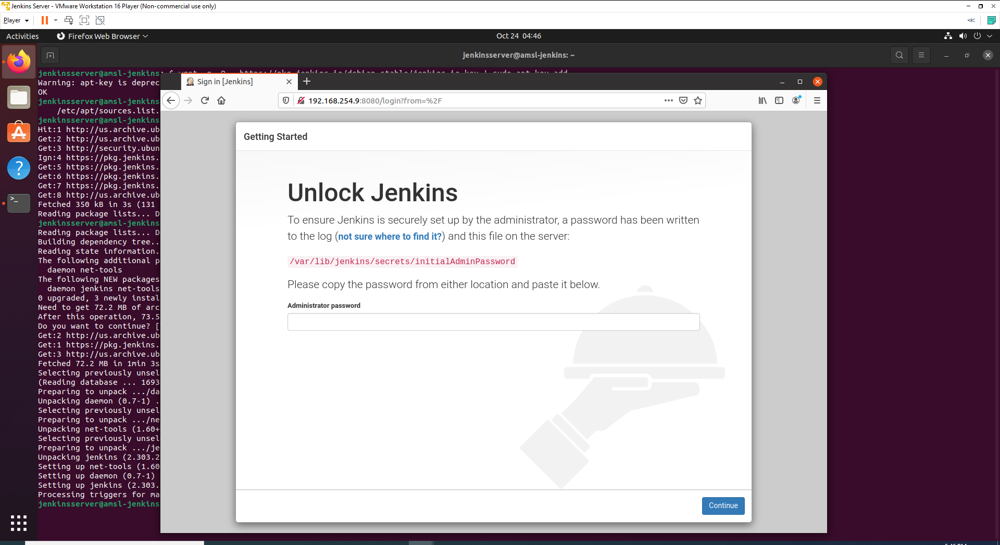 Jenkins Server - VMware Workstation 16 Player (Non-commercial use only)
Player
Activities
Firefox Web Browser
Oct 24 04:46
jenkinsserver@amsl-jenkins: ~
jenkinsserver@amsl-jenkins:~$ wget -q -O - https://pkg.jenkins.io/debian-stable/jenkins.io.key | sudo apt-key add
Warning: apt-key is deprec
OK
jenkinsserver@amsl-jenkins
/etc/apt/sources.list.
jenkinsserver@amsl-jenkins
Hit:1 http://us.archive.ub
Get:2 http://us.archive.ub
Get:3 http://security.ubun
Ign:4 https://pkg.jenkins.
Get:5 https://pkg.jenkins.
Get:6 https://pkg.jenkins.
Get:7 https://pkg.jenkins.
Get:8 http://us.archive.ub
Fetched 350 kB in 3s (131
Reading package lists... D
jenkinsserver@amsl-jenkins
Reading package lists... D
Building dependency tree..
Reading state information.
The following additional p
daemon net-tools
The following NEW packages
daemon jenkins net-tools
0 upgraded, 3 newly instal
Need to get 72.2 MB of arc
After this operation, 73.5
Do you want to continue? [
Get:2 http://us.archive.ub
Get:1 https://pkg.jenkins.
Get:3 http://us.archive.ub
Fetched 72.2 MB in 1min 3s
Selecting previously unsel
(Reading database ... 1693
Preparing to unpack .../da
Unpacking daemon (0.7-1) .
Selecting previously unsel
Preparing to unpack .../ne
Unpacking net-tools (1.60+
Selecting previously unsel
Preparing to unpack .../je
Unpacking jenkins (2.303.2
Setting up net-tools (1.60
Setting up daemon (0.7-1)
Setting up jenkins (2.303.
Processing triggers for ma
jenkinsserver@amsl-jenkins
Sign in [Jenkins]
192.168.254.9:8080/login?from=%2F
Getting Started
Unlock Jenkins
To ensure Jenkins is securely set up by the administrator, a password has been written
to the log (not sure where to find it?) and this file on the server:
/var/lib/jenkins/secrets/initialAdminPassword
Please copy the password from either location and paste it below.
Administrator password
Continue